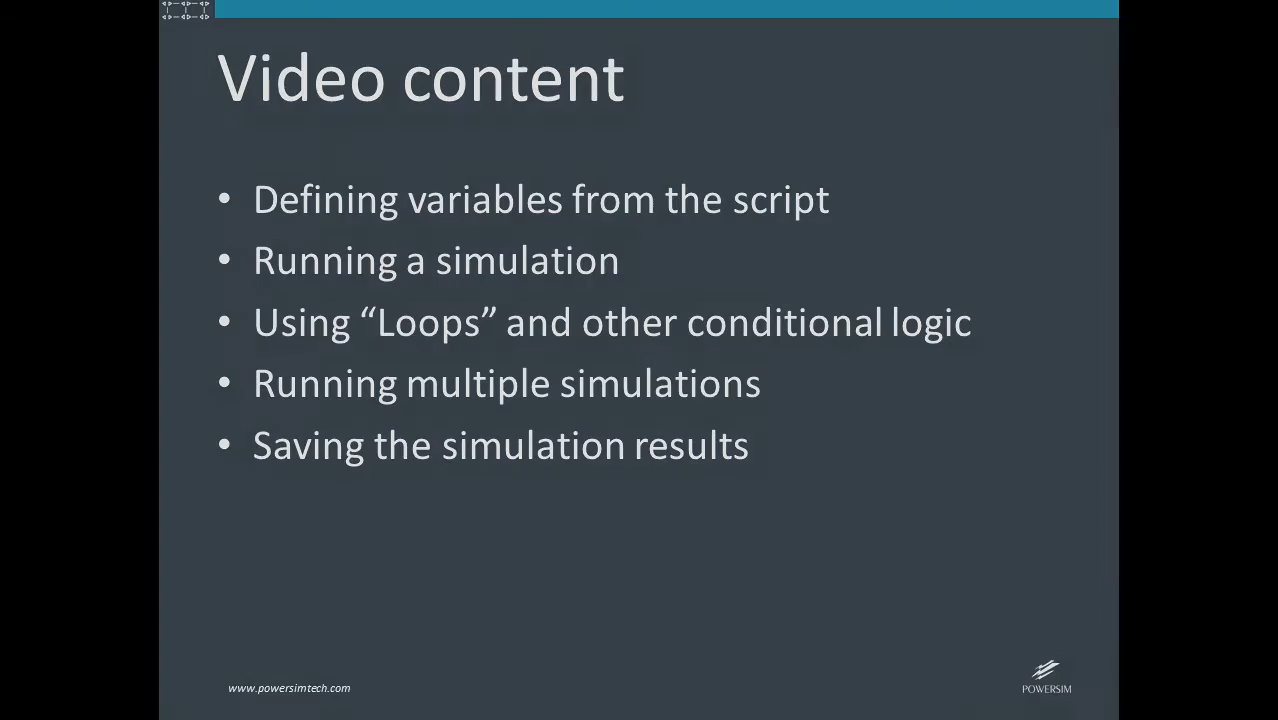 Video content
• Defining variables from the script
• Running a simulation
• Using “Loops” and other conditional logic
• Running multiple simulations
• Saving the simulation results
www.powersimtech.com
POWERSIM